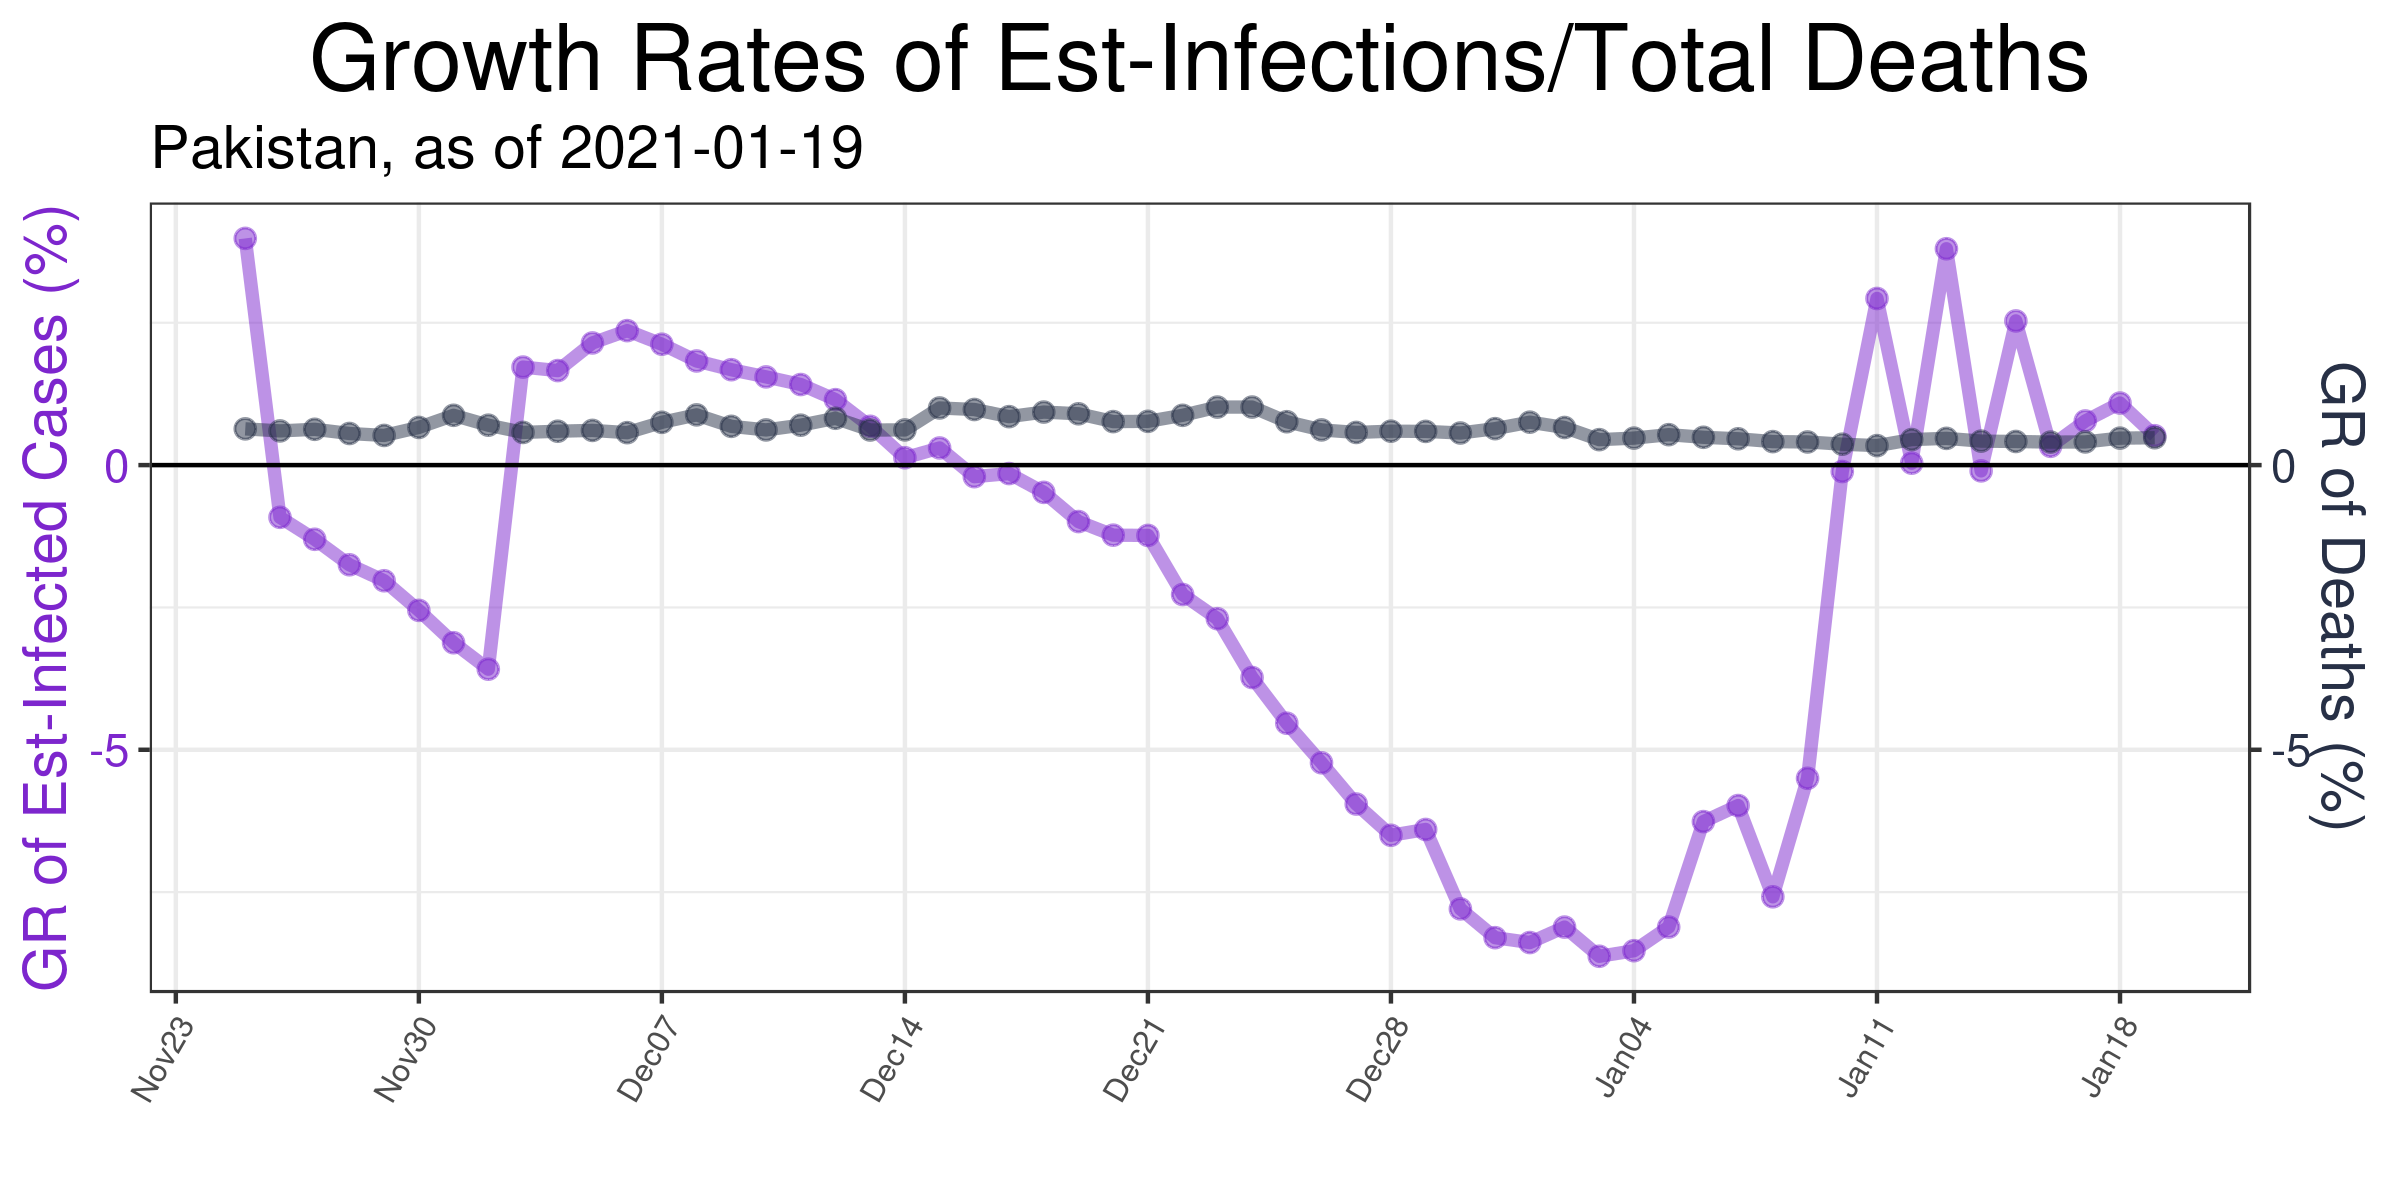 Growth Rates of Est-Infections/Total Deaths
Pakistan, as of 2021-01-19
GR of Est-Infected Cases (%)
0
-5
0
-5
GR of Deaths (%)
Nov23
Nov30
Dec07
Dec14
Dec21
Dec28
Jan04
Jan11
Jan18